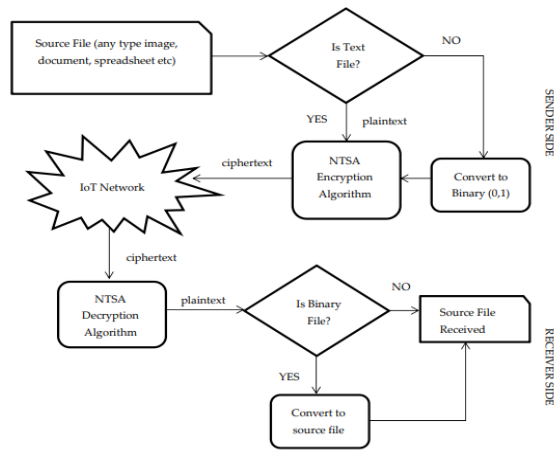 Source File (any type image,
document, spreadsheet etc)
Is Text
File?
NO
YES
plaintext
SENDER SIDE
ciphertext
NTSA
Encryption
Algorithm
Convert to
Binary (0,1)
IoT Network
ciphertext
NTSA
Decryption
Algorithm
plaintext
Is Binary
File?
NO
Source File
Received
YES
Convert to
source file
RECEIVER SIDE